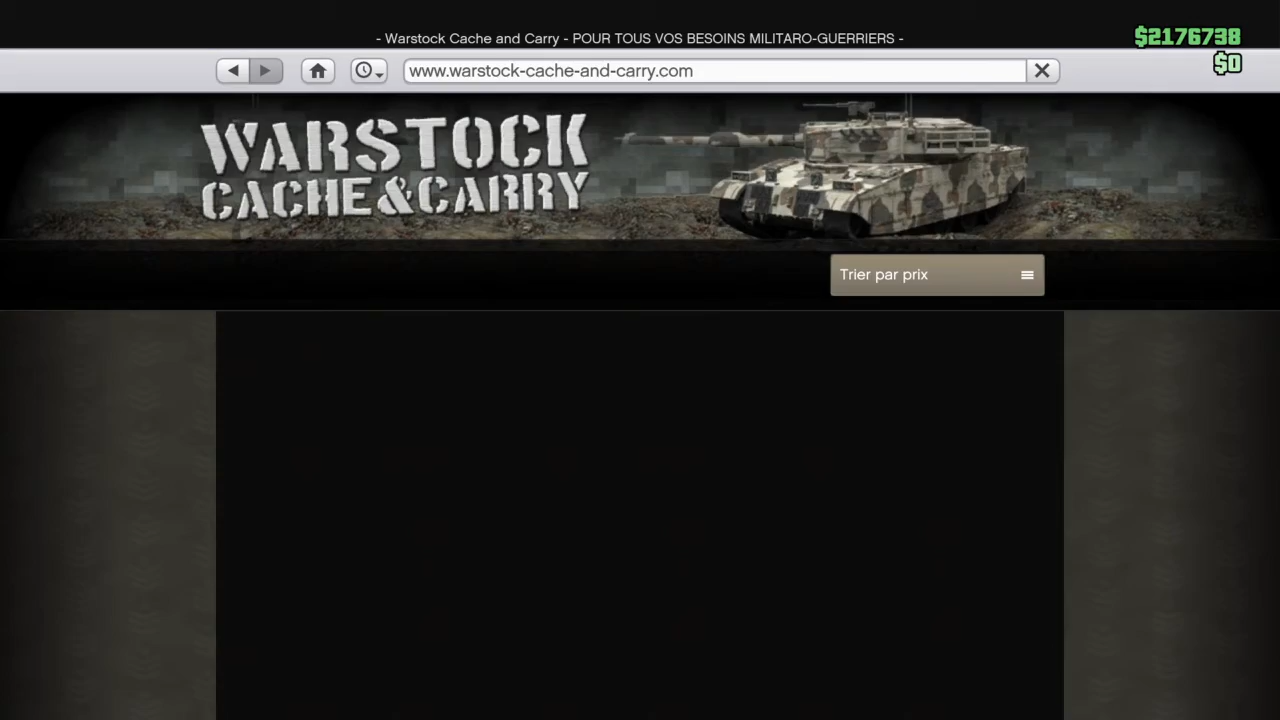 - Warstock Cache and Carry - POUR TOUS VOS BESOINS MILITARO-GUERRIERS -
$2176738
www.warstock-cache-and-carry.com
$0
WARSTOCK
CACHE&CARRY
Trier par prix